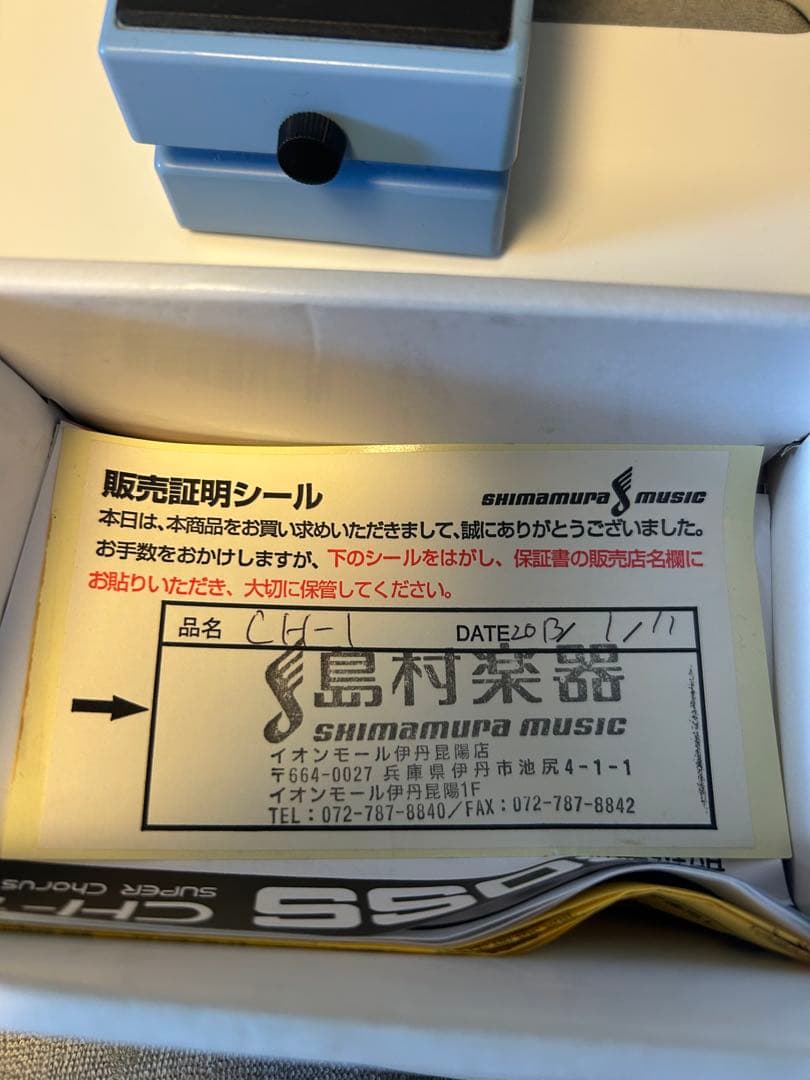 販売証明シール
SHIMAMURA MUSIC
本日は、本商品をお買い求めいただきまして、誠にありがとうございました。
お手数をおかけしますが、下のシールをはがし、保証書の販売店名欄に
お貼りいただき、大切に保管してください。
品名 CH-1 DATE 2013/1/11
島村楽器
SHIMAMURA MUSIC
イオンモール伊丹昆陽店
〒664-0027 兵庫県伊丹市池尻4-1-1
イオンモール伊丹昆陽1F
TEL:072-787-8840/FAX:072-787-8842
BOSS
CH-1
SUPER Chorus